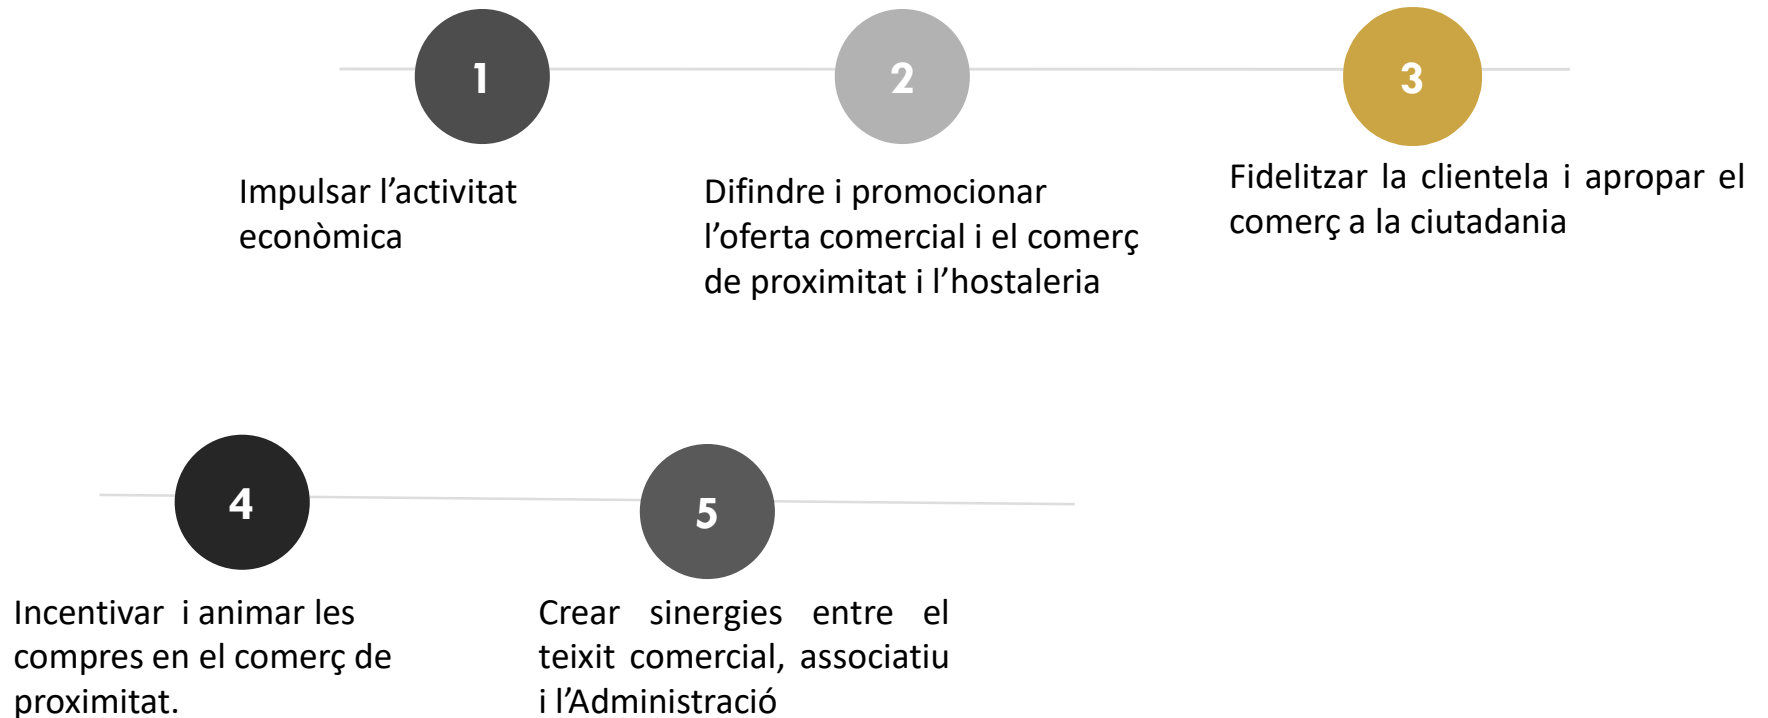 1
Impulsar l’activitat
econòmica
2
Difindre i promocionar
l’oferta comercial i el comerç
de proximitat i l’hostaleria
3
Fidelitzar la clientela i apropar el
comerç a la ciutadania
4
Incentivar  i animar les
compres en el comerç de
proximitat.
5
Crear sinergies entre el
teixit comercial, associatiu
i l’Administració